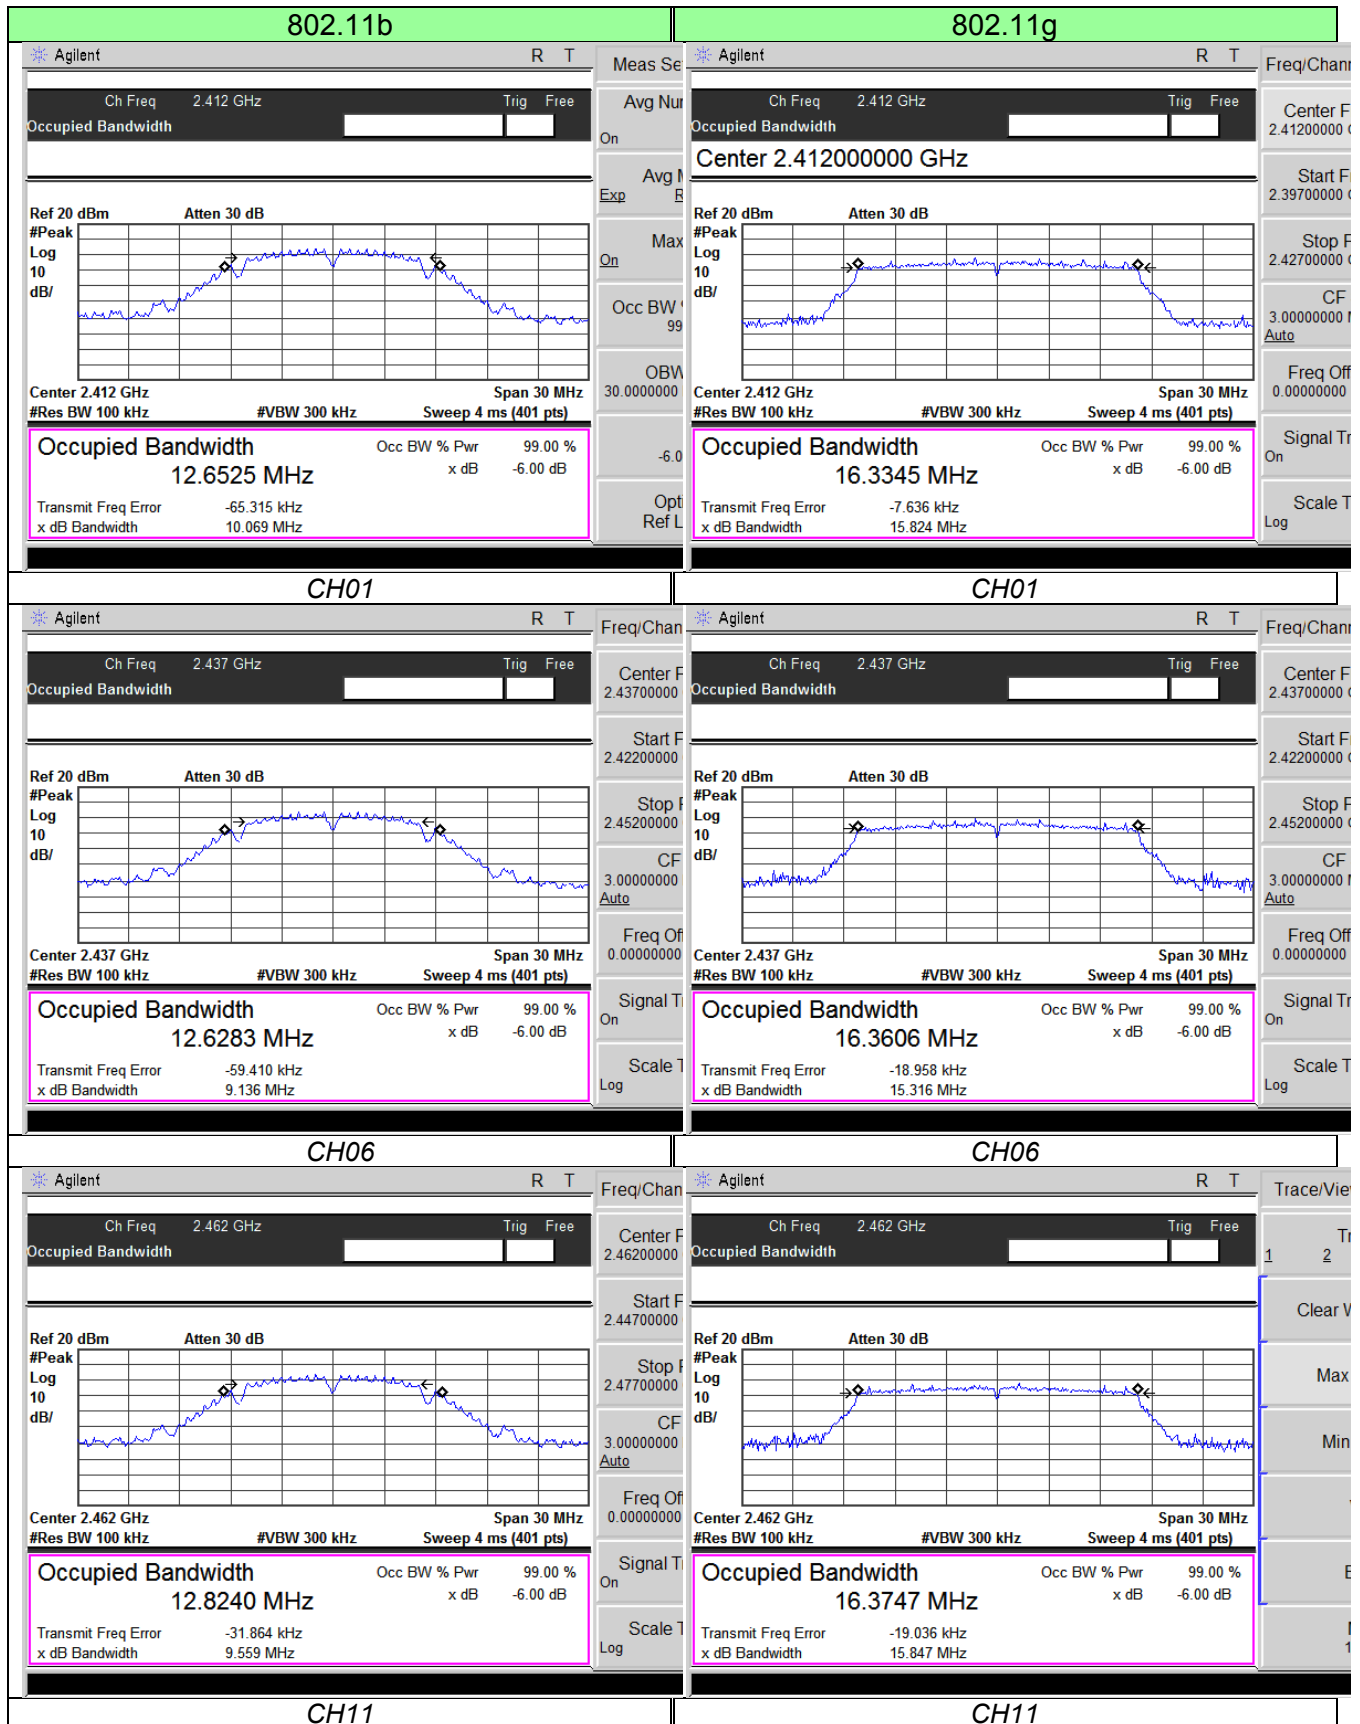 802.11b
802.11g
Agilent R T
Meas Se
Ch Freq 2.412 GHz Trig Free
Occupied Bandwidth
Avg Nu
On
Avg
Exp
Max
On
Ref 20 dBm Atten 30 dB
#Peak
Log
10
dB/
Occ BW
99
OBW
30.0000000
Center 2.412 GHz Span 30 MHz
#Res BW 100 kHz #VBW 300 kHz Sweep 4 ms (401 pts)
Occupied Bandwidth Occ BW % Pwr 99.00 %
12.6525 MHz x dB -6.00 dB
-6.0
Transmit Freq Error -65.315 kHz
x dB Bandwidth 10.069 MHz
Opti
Ref L
CH01
Agilent R T
Freq/Chann
Ch Freq 2.412 GHz Trig Free
Occupied Bandwidth
Center F
2.41200000
Center 2.412000000 GHz
Start F
2.39700000
Ref 20 dBm Atten 30 dB
#Peak
Log
10
dB/
Stop F
2.42700000
CF
3.00000000
Auto
Freq Off
0.00000000
Center 2.412 GHz Span 30 MHz
#Res BW 100 kHz #VBW 300 kHz Sweep 4 ms (401 pts)
Occupied Bandwidth Occ BW % Pwr 99.00 %
16.3345 MHz x dB -6.00 dB
Signal Tr
On
Transmit Freq Error -7.636 kHz
x dB Bandwidth 15.824 MHz
Scale T
Log
CH01
Agilent R T
Freq/Chan
Ch Freq 2.437 GHz Trig Free
Occupied Bandwidth
Center F
2.43700000
Start F
2.42200000
Ref 20 dBm Atten 30 dB
#Peak
Log
10
dB/
Stop F
2.45200000
CF
3.00000000
Auto
Freq Off
0.00000000
Center 2.437 GHz Span 30 MHz
#Res BW 100 kHz #VBW 300 kHz Sweep 4 ms (401 pts)
Occupied Bandwidth Occ BW % Pwr 99.00 %
12.6283 MHz x dB -6.00 dB
Signal T
On
Transmit Freq Error -59.410 kHz
x dB Bandwidth 9.136 MHz
Scale T
Log
CH06
Agilent R T
Freq/Chann
Ch Freq 2.437 GHz Trig Free
Occupied Bandwidth
Center F
2.43700000
Start F
2.42200000
Ref 20 dBm Atten 30 dB
#Peak
Log
10
dB/
Stop F
2.45200000
CF
3.00000000
Auto
Freq Off
0.00000000
Center 2.437 GHz Span 30 MHz
#Res BW 100 kHz #VBW 300 kHz Sweep 4 ms (401 pts)
Occupied Bandwidth Occ BW % Pwr 99.00 %
16.3606 MHz x dB -6.00 dB
Signal Tr
On
Transmit Freq Error -18.958 kHz
x dB Bandwidth 15.316 MHz
Scale T
Log
CH06
Agilent R T
Freq/Chan
Ch Freq 2.462 GHz Trig Free
Occupied Bandwidth
Center F
2.46200000
Start F
2.44700000
Ref 20 dBm Atten 30 dB
#Peak
Log
10
dB/
Stop F
2.47700000
CF
3.00000000
Auto
Freq Off
0.00000000
Center 2.462 GHz Span 30 MHz
#Res BW 100 kHz #VBW 300 kHz Sweep 4 ms (401 pts)
Occupied Bandwidth Occ BW % Pwr 99.00 %
12.8240 MHz x dB -6.00 dB
Signal T
On
Transmit Freq Error -31.864 kHz
x dB Bandwidth 9.559 MHz
Scale T
Log
CH11
Agilent R T
Trace/Vie
Ch Freq 2.462 GHz Trig Free
Occupied Bandwidth
Tr
1 2
Clear
Ref 20 dBm Atten 30 dB
#Peak
Log
10
dB/
Max
Min
Center 2.462 GHz Span 30 MHz
#Res BW 100 kHz #VBW 300 kHz Sweep 4 ms (401 pts)
Occupied Bandwidth Occ BW % Pwr 99.00 %
16.3747 MHz x dB -6.00 dB
Transmit Freq Error -19.036 kHz
x dB Bandwidth 15.847 MHz
1
CH11